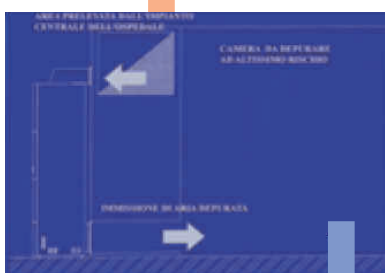 ARIA PRELEVATA DALL'IMPIANTO
CENTRALE DELL'OSPEDALE
CAMERA DA DEPURARE
AD ALTISSIMO RISCHIO
IMMISSIONE DI ARIA DEPURATA